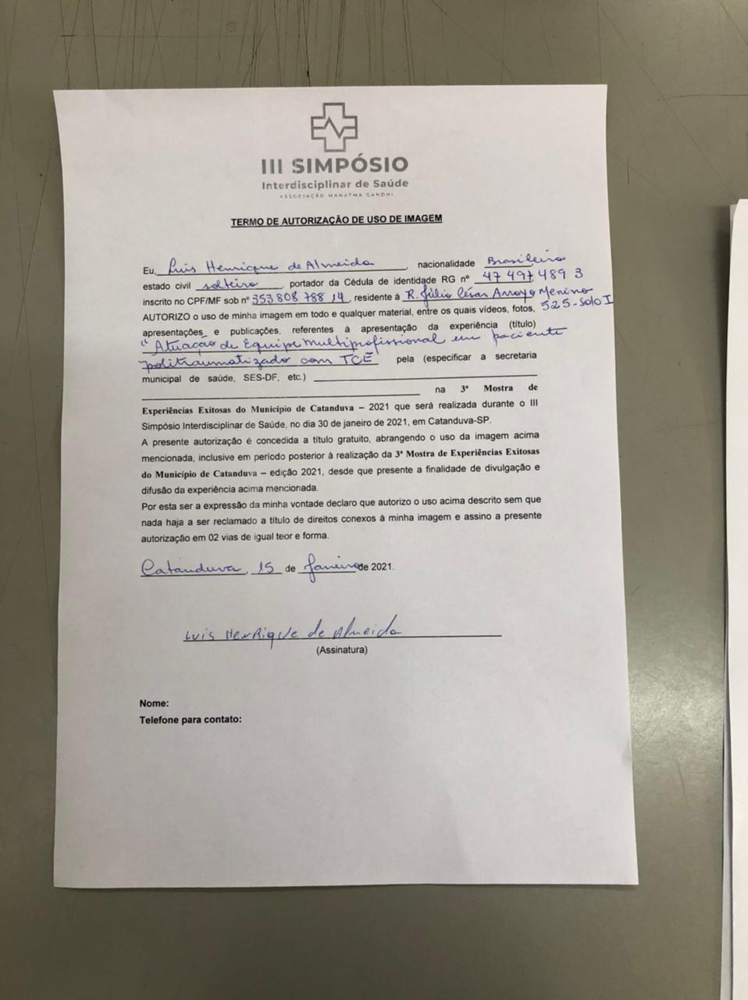 III SIMPÓSIO
Interdisciplinar de Saúde
ASSOCIAÇÃO MAHATMA GANDHI
TERMO DE AUTORIZAÇÃO DE USO DE IMAGEM
Eu, Luis Henrique de Almeida, nacionalidade Brasileiro,
estado civil solteiro, portador da Cédula de identidade RG nº 47 497 489 3
inscrito no CPF/MF sob nº 353 808 788 14, residente à R. Júlio César Arroyo Menino
AUTORIZO o uso de minha imagem em todo e qualquer material, entre os quais vídeos, fotos, 525-Solo I
apresentações e publicações, referentes à apresentação da experiência (título)
"Atuação de Equipe Multiprofissional em paciente
politraumatizado com TCE pela (especificar a secretaria
municipal de saúde, SES-DF, etc.)
na 3ª Mostra de
Experiências Exitosas do Município de Catanduva – 2021 que será realizada durante o III
Simpósio Interdisciplinar de Saúde, no dia 30 de janeiro de 2021, em Catanduva-SP.
A presente autorização é concedida a título gratuito, abrangendo o uso da imagem acima
mencionada, inclusive em período posterior à realização da 3ª Mostra de Experiências Exitosas
do Município de Catanduva – edição 2021, desde que presente a finalidade de divulgação e
difusão da experiência acima mencionada.
Por esta ser a expressão da minha vontade declaro que autorizo o uso acima descrito sem que
nada haja a ser reclamado a título de direitos conexos à minha imagem e assino a presente
autorização em 02 vias de igual teor e forma.
Catanduva, 15 de Janeiro de 2021.
Luis Henrique de Almeida
(Assinatura)
Nome:
Telefone para contato: